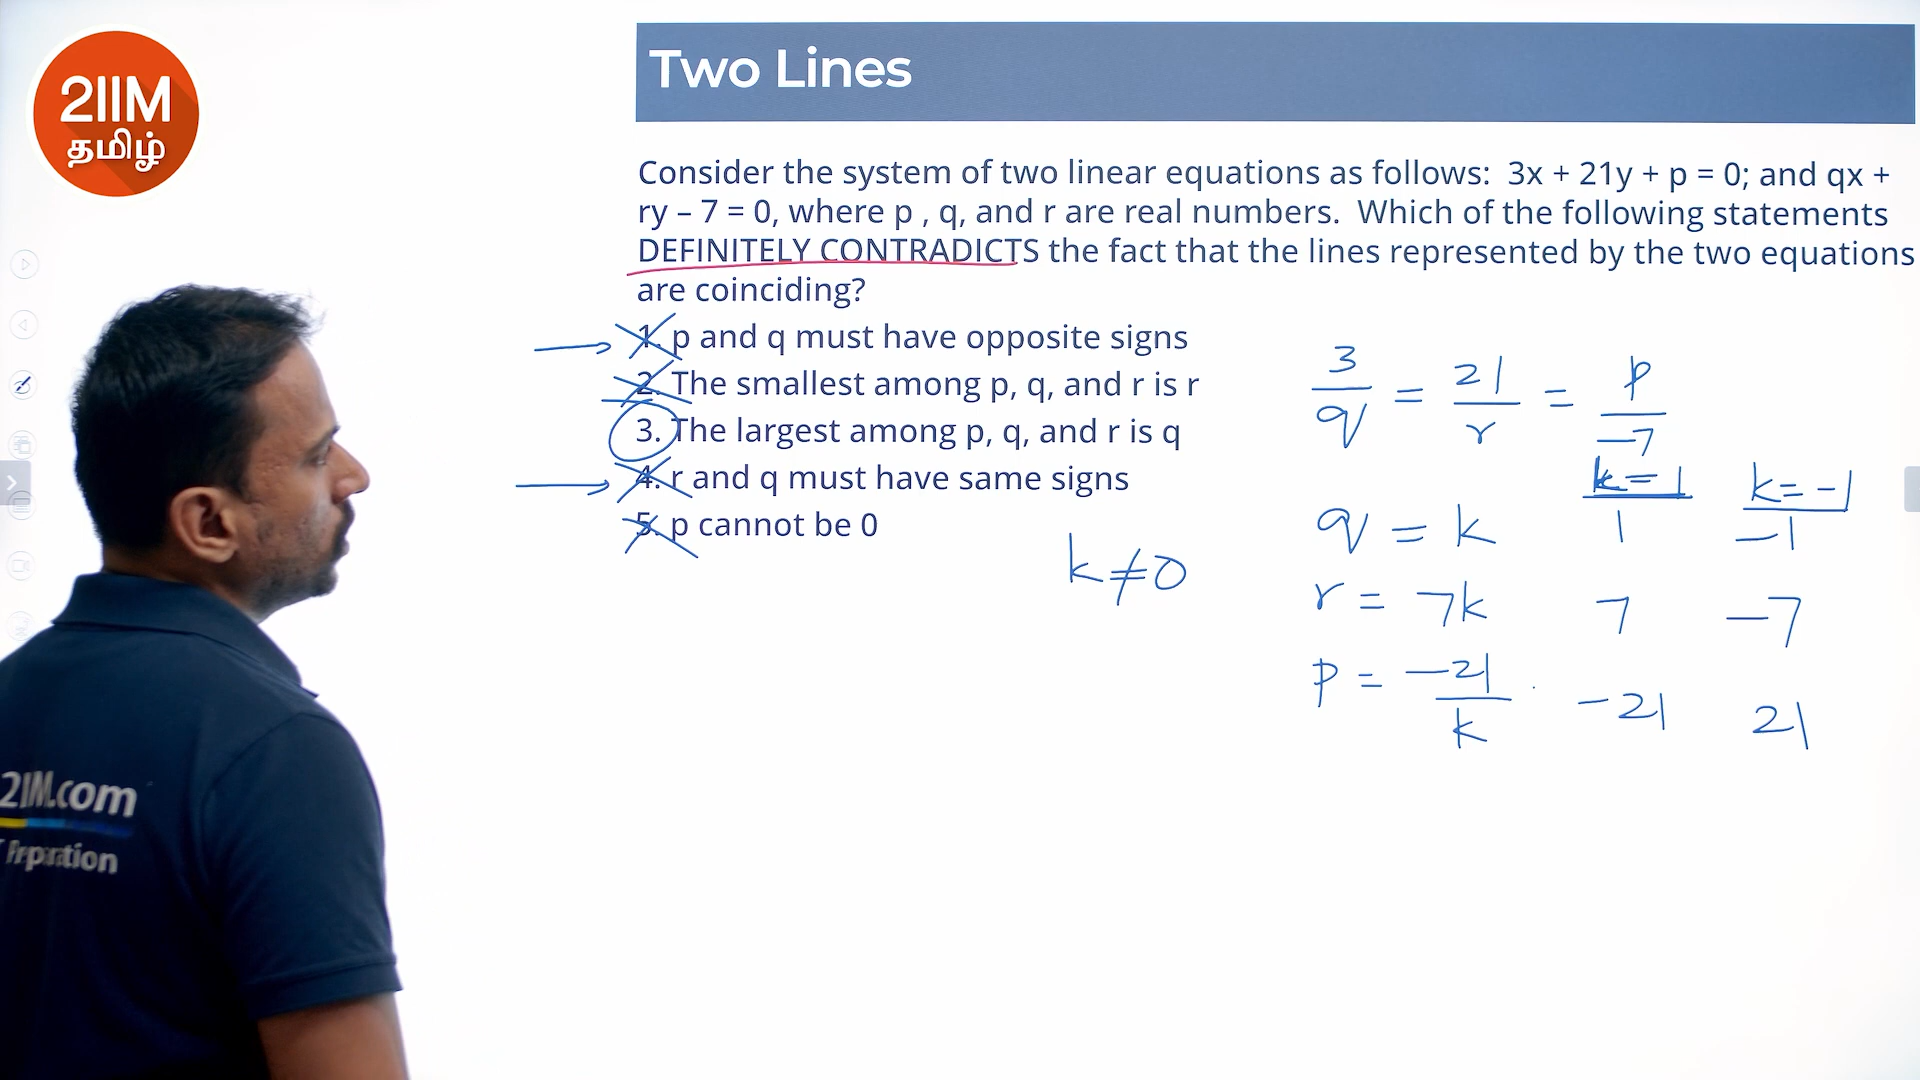 2IIM
தமிழ்
Two Lines
Consider the system of two linear equations as follows: 3x + 21y + p = 0; and qx +
ry – 7 = 0, where p , q, and r are real numbers. Which of the following statements
DEFINITELY CONTRADICTS the fact that the lines represented by the two equations
are coinciding?
1. p and q must have opposite signs
2. The smallest among p, q, and r is r
3. The largest among p, q, and r is q
4. r and q must have same signs
5. p cannot be 0
k ≠ 0
3/q = 21/r = p/-7
k = 1 k = -1
q = k 1 -1
r = 7k 7 -7
p = -21/k -21 21
2IIM.com
Preparation